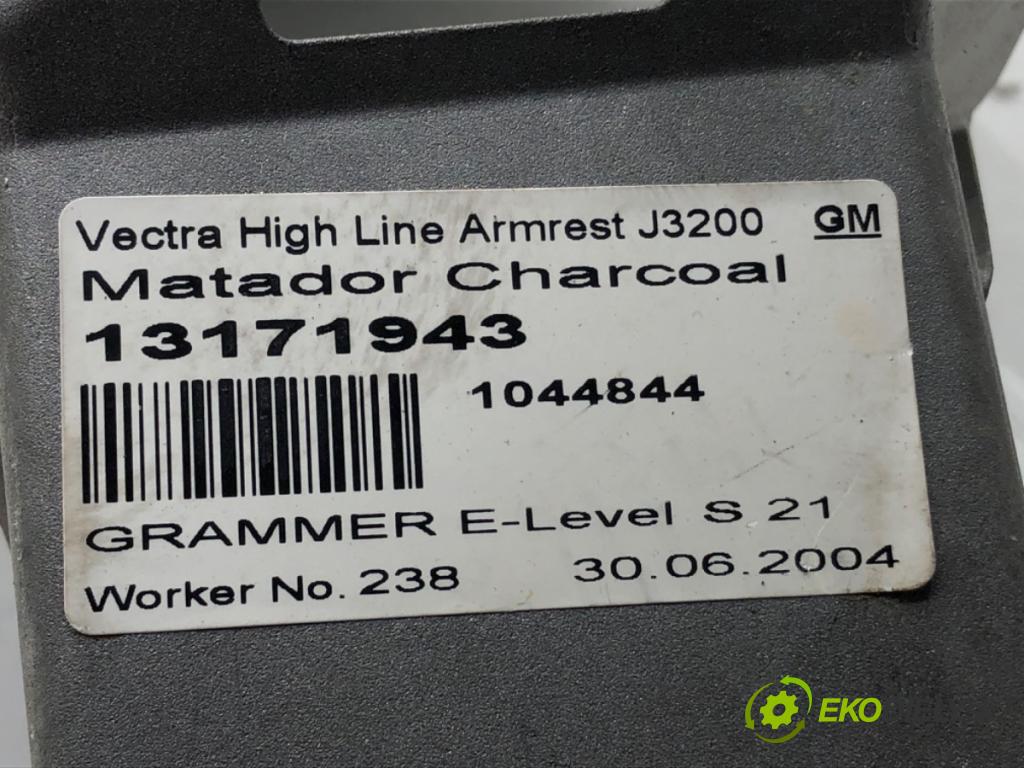 Vectra High Line Armrest J3200 GM
Matador Charcoal
13171943
1044844
GRAMMER E-Level S 21
Worker No. 238 30.06.2004
EKO